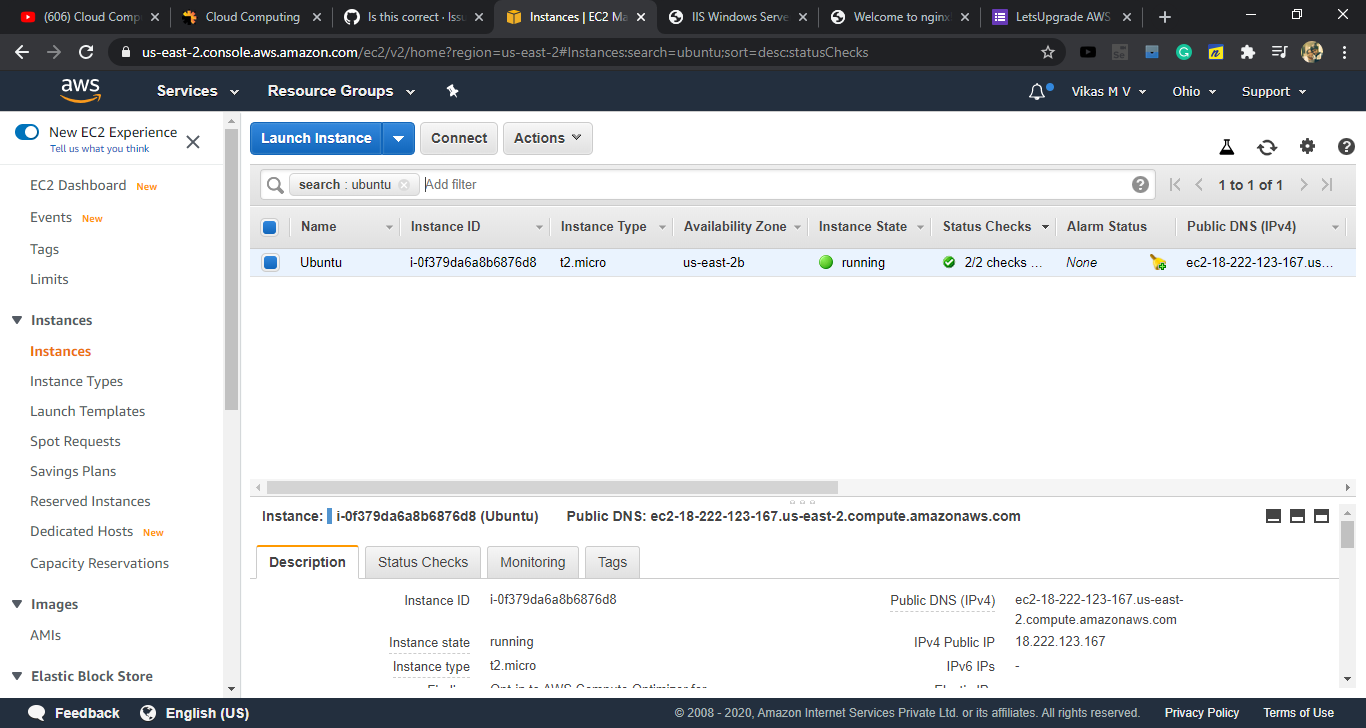 (606) Cloud Comp
Cloud Computing
Is this correct · Issu
Instances | EC2 Ma
IIS Windows Serve
Welcome to nginx!
LetsUpgrade AWS
us-east-2.console.aws.amazon.com/ec2/v2/home?region=us-east-2#Instances:search=ubuntu;sort=desc:statusChecks
aws Services Resource Groups Vikas M V Ohio Support
New EC2 Experience
Tell us what you think
EC2 Dashboard New
Events New
Tags
Limits
Instances
Instances
Instance Types
Launch Templates
Spot Requests
Savings Plans
Reserved Instances
Dedicated Hosts New
Capacity Reservations
Images
AMIs
Elastic Block Store
Launch Instance Connect Actions
search : ubuntu Add filter 1 to 1 of 1
Name Instance ID Instance Type Availability Zone Instance State Status Checks Alarm Status Public DNS (IPv4)
Ubuntu i-0f379da6a8b6876d8 t2.micro us-east-2b running 2/2 checks ... None ec2-18-222-123-167.us...
Instance: i-0f379da6a8b6876d8 (Ubuntu) Public DNS: ec2-18-222-123-167.us-east-2.compute.amazonaws.com
Description Status Checks Monitoring Tags
Instance ID i-0f379da6a8b6876d8
Instance state running
Instance type t2.micro
Opt-in to AWS Compute Optimizer for
Public DNS (IPv4) ec2-18-222-123-167.us-east-
2.compute.amazonaws.com
IPv4 Public IP 18.222.123.167
IPv6 IPs -
Feedback English (US) © 2008 - 2020, Amazon Internet Services Private Ltd. or its affiliates. All rights reserved. Privacy Policy Terms of Use